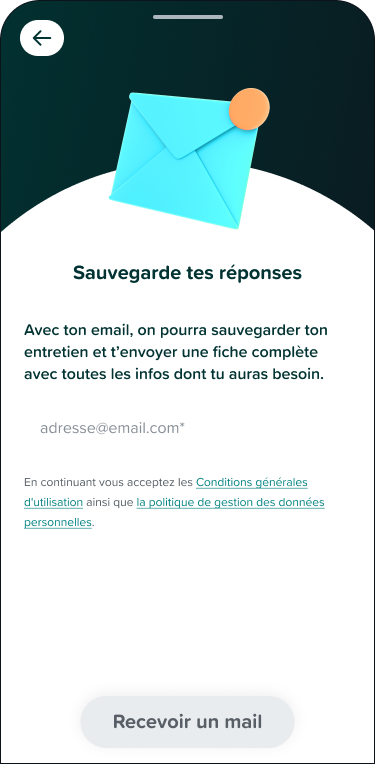 Sauvegarde tes réponses
Avec ton email, on pourra sauvegarder ton
entretien et t’envoyer une fiche complète
avec toutes les infos dont tu auras besoin.
adresse@email.com*
En continuant vous acceptez les Conditions générales
d'utilisation ainsi que la politique de gestion des données
personnelles.
Recevoir un mail